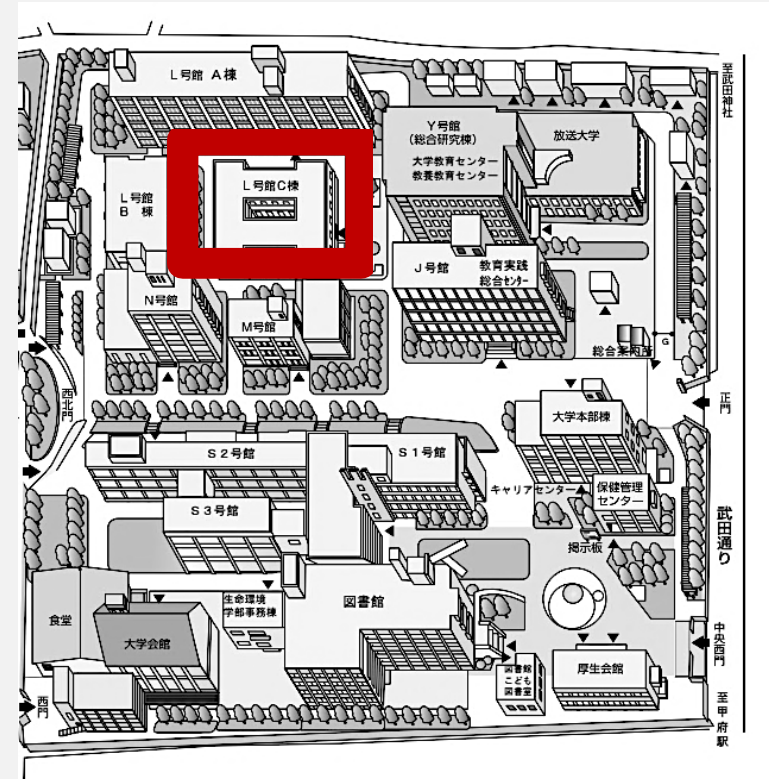 L号館 A棟
至武田神社
Y号館
(総合研究棟)
大学教育センター
教養教育センター
放送大学
L号館C棟
L号館
B 棟
J号館
教育実践
総合センター
N号館
M号館
総合案内所
G
西北門
正門
大学本部棟
S2号館
S1号館
キャリアセンター
保健管理
センター
S3号館
掲示板
武田通り
食堂
大学会館
生命環境
学部事務棟
図書館
図書館
こども
図書室
厚生会館
中央西門
西門
至甲府駅